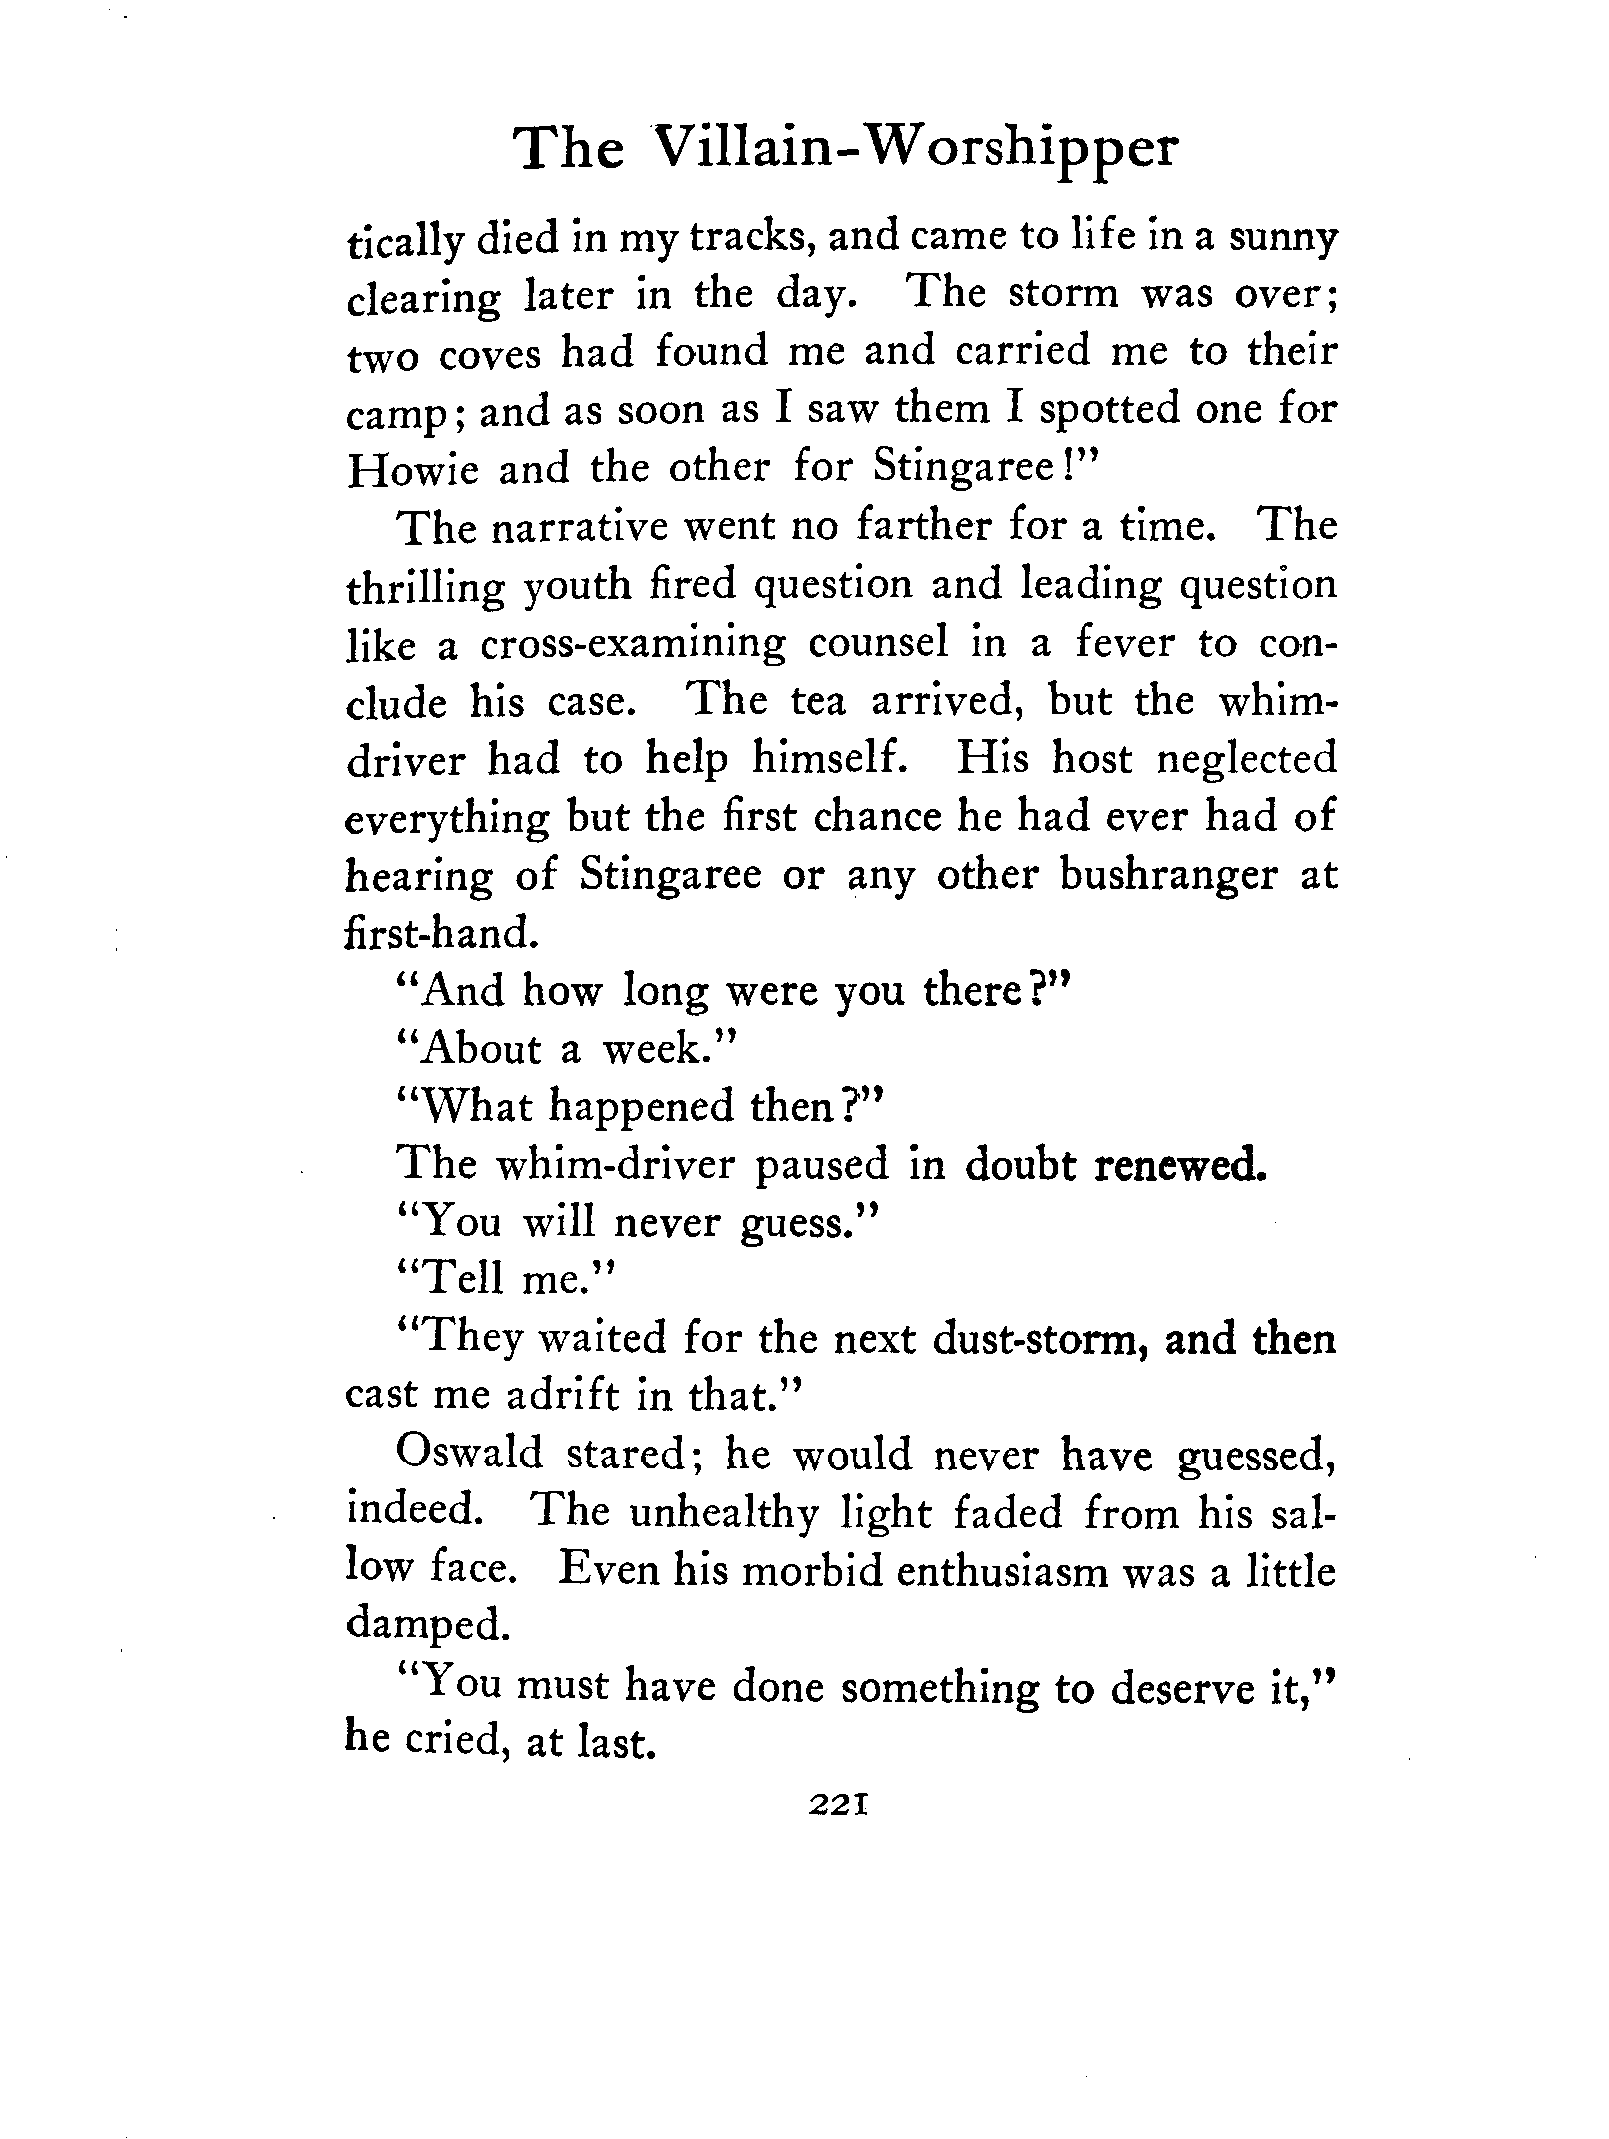 The Villain-Worshipper
tically died in my tracks, and came to life in a sunny
clearing later in the day. The storm was over;
two coves had found me and carried me to their
camp; and as soon as I saw them I spotted one for
Howie and the other for Stingaree!"
The narrative went no farther for a time. The
thrilling youth fired question and leading question
like a cross-examining counsel in a fever to con-
clude his case. The tea arrived, but the whim-
driver had to help himself. His host neglected
everything but the first chance he had ever had of
hearing of Stingaree or any other bushranger at
first-hand.
"And how long were you there?"
"About a week."
"What happened then?"
The whim-driver paused in doubt renewed.
"You will never guess."
"Tell me."
"They waited for the next dust-storm, and then
cast me adrift in that."
Oswald stared; he would never have guessed,
indeed. The unhealthy light faded from his sal-
low face. Even his morbid enthusiasm was a little
damped.
"You must have done something to deserve it,"
he cried, at last.
221